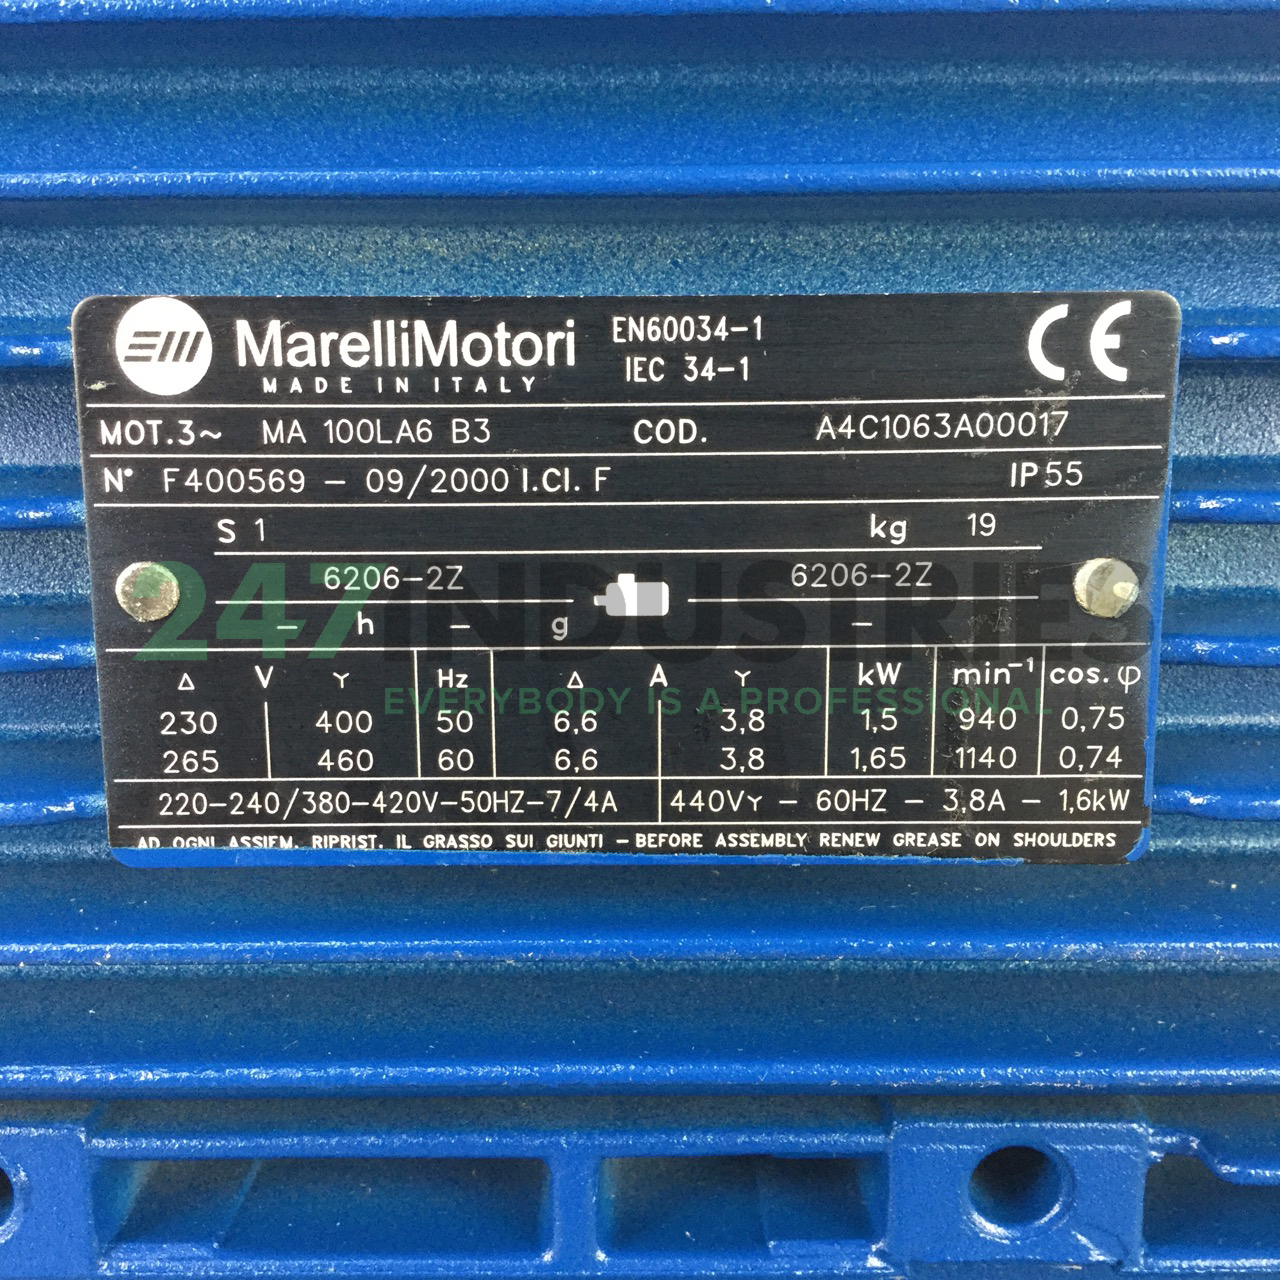 MarelliMotori
MADE IN ITALY
EN60034-1
IEC 34-1
CE
MOT.3~ MA 100LA6 B3 COD. A4C1063A00017
N° F400569 - 09/2000 I.Cl. F IP 55
S 1 kg 19
6206-2Z 6206-2Z
- h - g -
247INDUSTRIES
EVERYBODY IS A PROFESSIONAL
Δ V Y Hz Δ A Y kW min⁻¹ cos. φ
230 400 50 6,6 3,8 1,5 940 0,75
265 460 60 6,6 3,8 1,65 1140 0,74
220-240/380-420V-50HZ-7/4A 440VY - 60HZ - 3,8A - 1,6kW
AD OGNI ASSIEM. RIPRIST. IL GRASSO SUI GIUNTI - BEFORE ASSEMBLY RENEW GREASE ON SHOULDERS